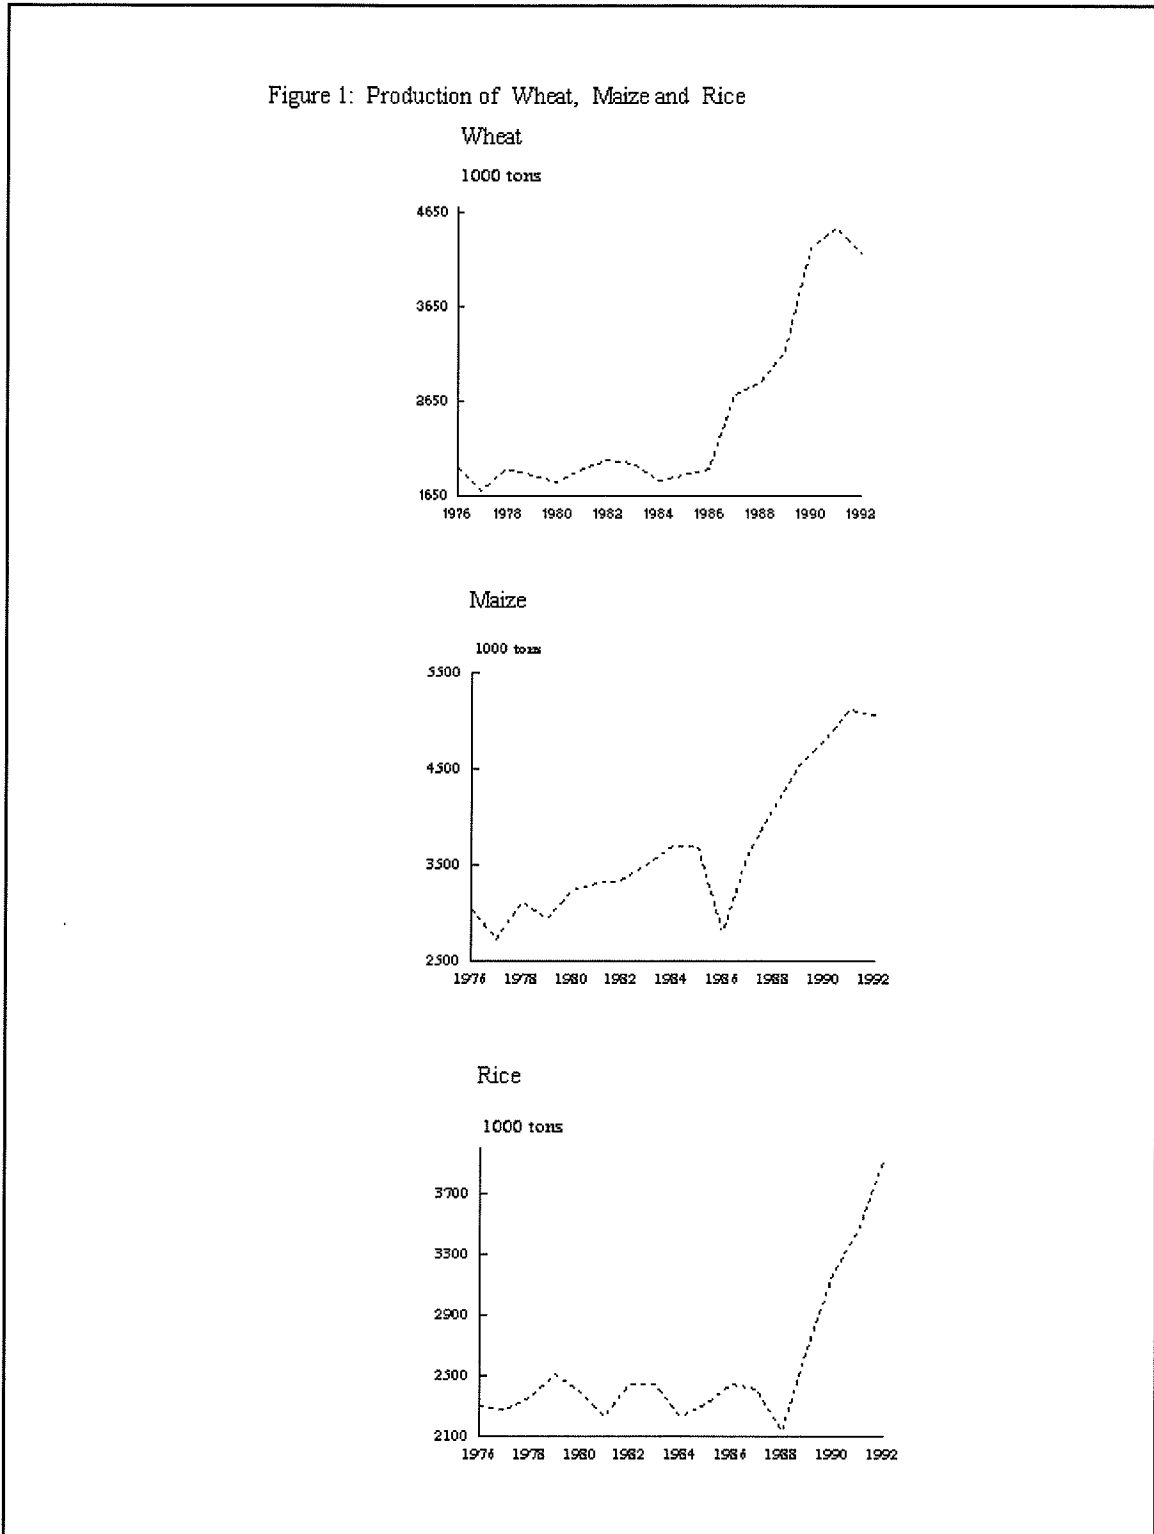 Figure 1: Production of Wheat, Maize and Rice
Wheat
1000 tons
4650
3650
2650
1650
1976 1978 1980 1982 1984 1986 1988 1990 1992
Maize
1000 tons
5500
4500
3500
2500
1976 1978 1980 1982 1984 1986 1988 1990 1992
Rice
1000 tons
3700
3300
2900
2500
2100
1976 1978 1980 1982 1984 1986 1988 1990 1992